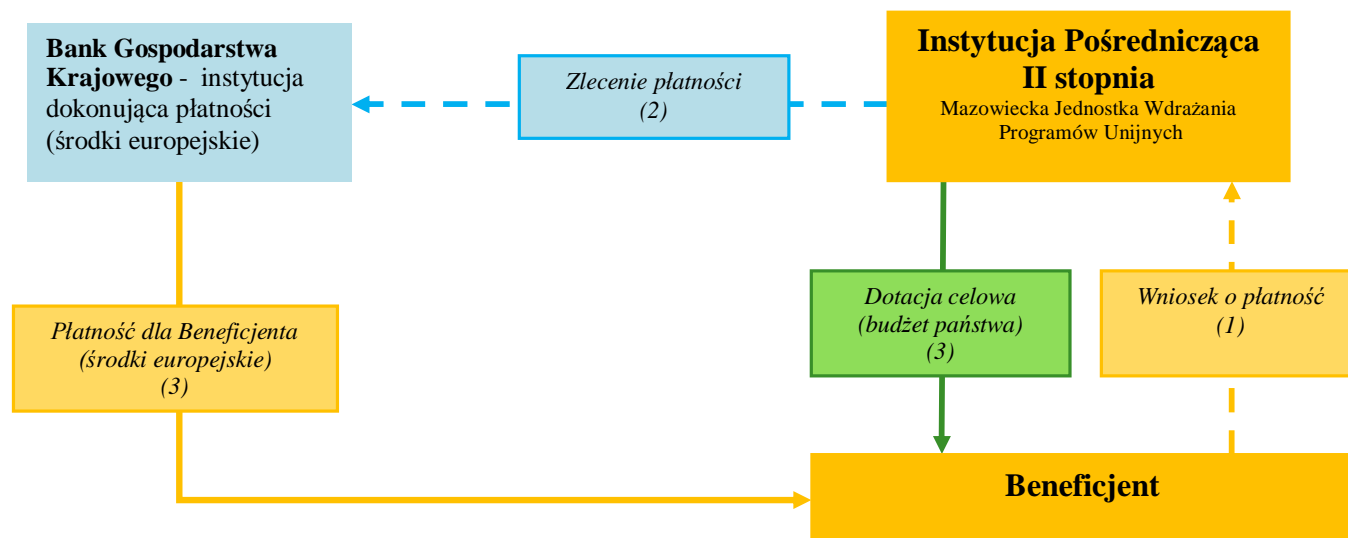 Bank Gospodarstwa
Krajowego - instytucja
dokonująca płatności
(środki europejskie)
Zlecenie płatności
(2)
Instytucja Pośrednicząca
II stopnia
Mazowiecka Jednostka Wdrażania
Programów Unijnych
Płatność dla Beneficjenta
(środki europejskie)
(3)
Dotacja celowa
(budżet państwa)
(3)
Wniosek o płatność
(1)
Beneficjent